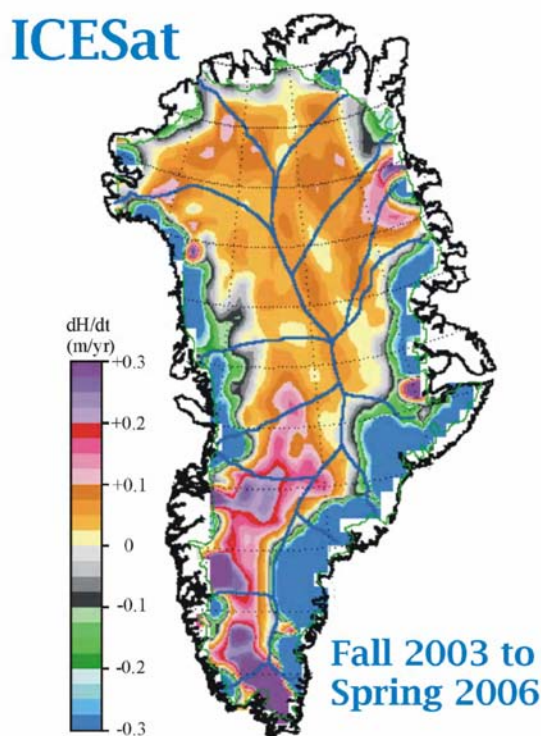 ICESat
dH/dt
(m/yr)
+0.3
+0.2
+0.1
0
-0.1
-0.2
-0.3
Fall 2003 to
Spring 2006